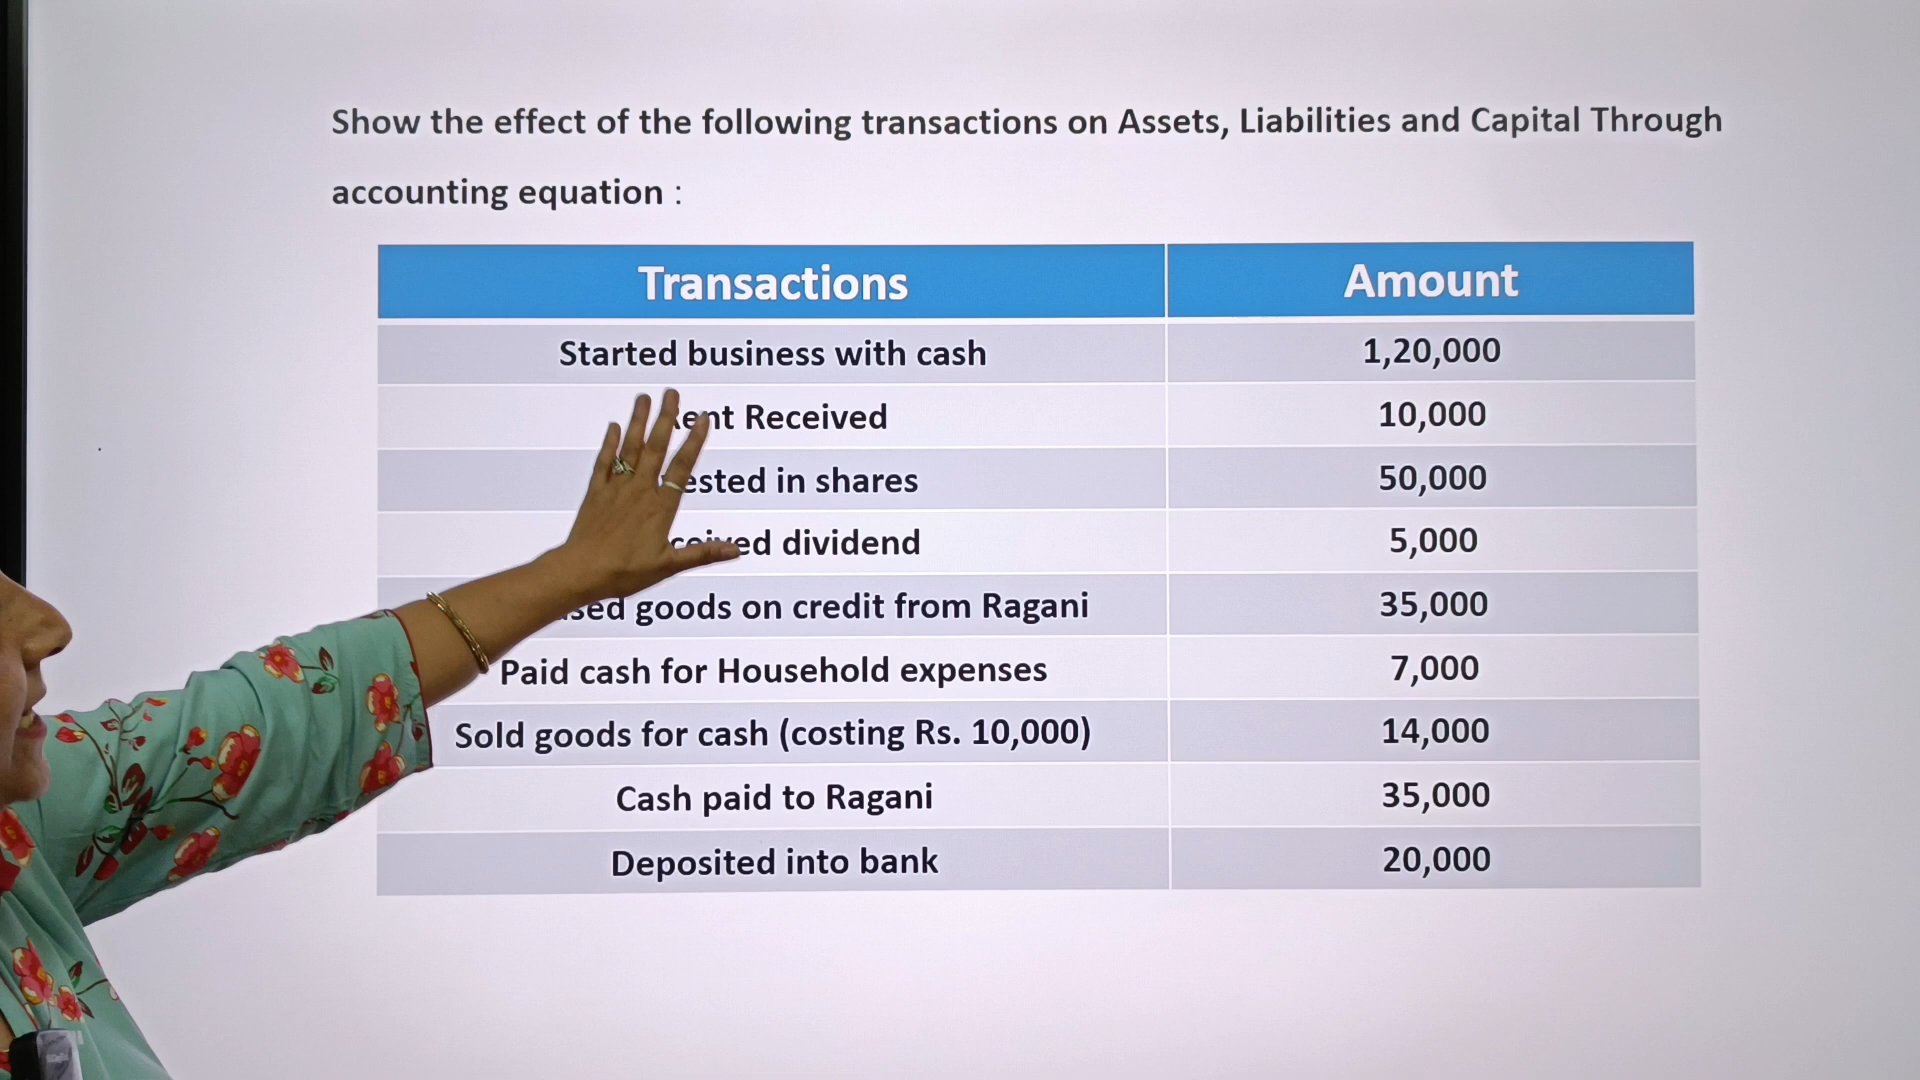 Show the effect of the following transactions on Assets, Liabilities and Capital Through
accounting equation :
Transactions Amount
Started business with cash 1,20,000
Received 10,000
in shares 50,000
dividend 5,000
goods on credit from Ragani 35,000
Paid cash for Household expenses 7,000
Sold goods for cash (costing Rs. 10,000) 14,000
Cash paid to Ragani 35,000
Deposited into bank 20,000